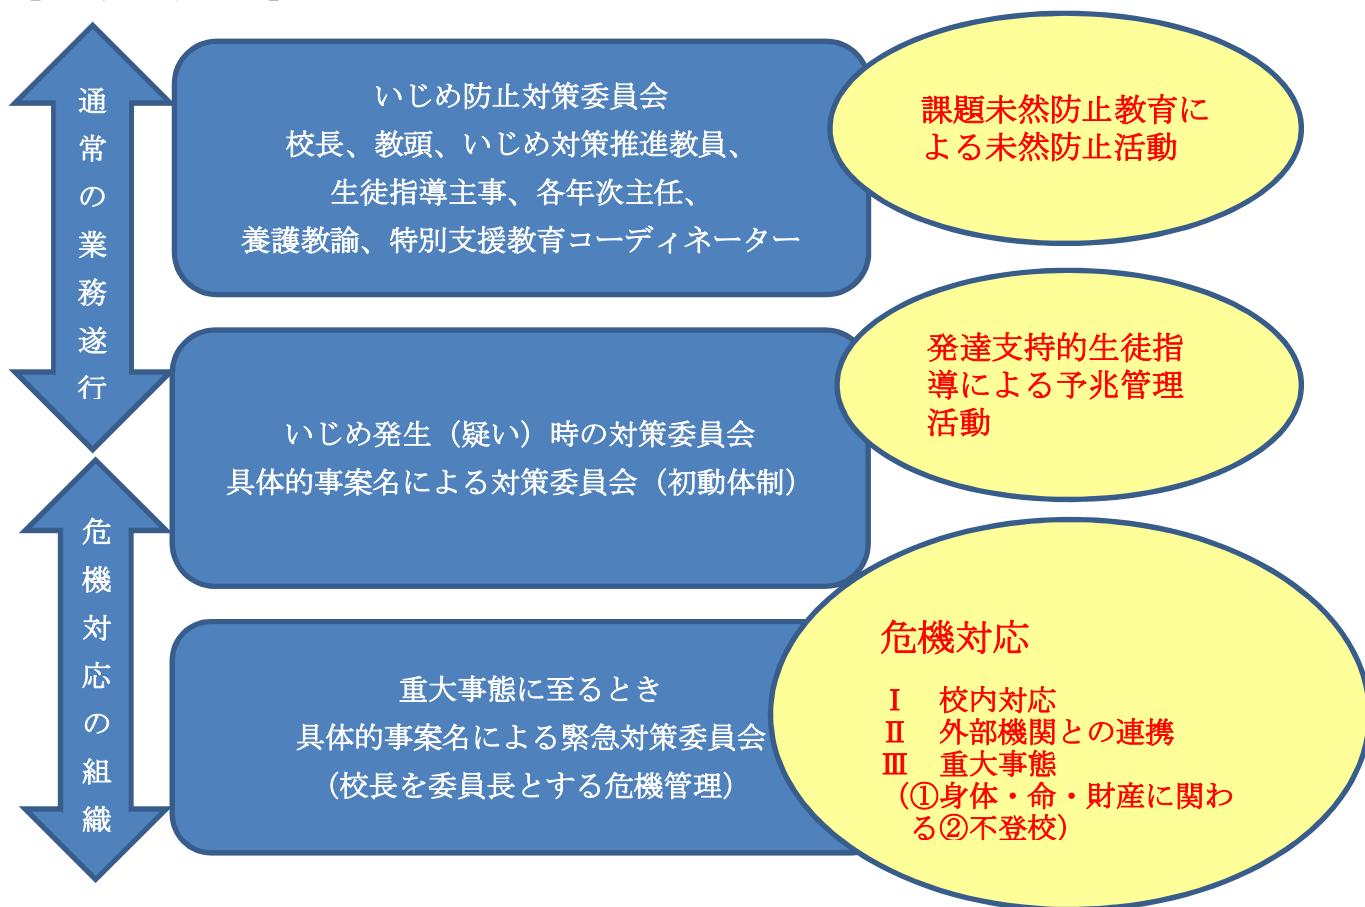 通常の業務遂行
いじめ防止対策委員会
校長、教頭、いじめ対策推進教員、
生徒指導主事、各年次主任、
養護教諭、特別支援教育コーディネーター
課題未然防止教育に
よる未然防止活動
いじめ発生（疑い）時の対策委員会
具体的事案名による対策委員会（初動体制）
発達支持的生徒指
導による予兆管理
活動
危機対応の組織
重大事態に至るとき
具体的事案名による緊急対策委員会
（校長を委員長とする危機管理）
危機対応
Ⅰ　校内対応
Ⅱ　外部機関との連携
Ⅲ　重大事態
（①身体・命・財産に関わ
る②不登校）